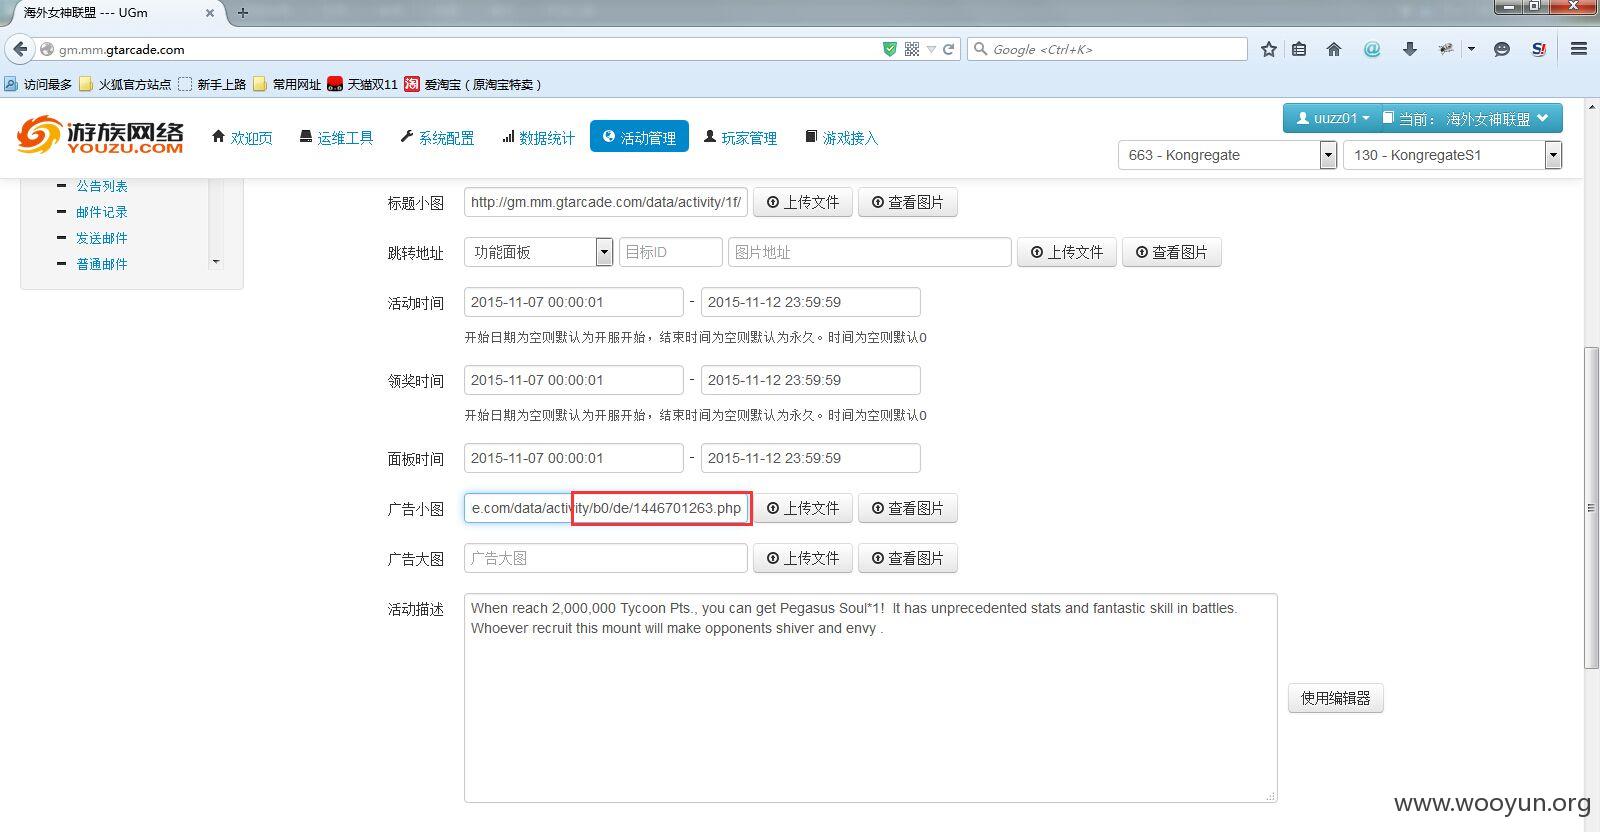 海外女神联盟 --- UGm
gm.mm.gtarcade.com
Google <Ctrl+K>
访问最多 火狐官方站点 新手上路 常用网址 天猫双11 爱淘宝（原淘宝特卖）
游族网络
YOUZU.COM
欢迎页 运维工具 系统配置 数据统计 活动管理 玩家管理 游戏接入
uuzz01 当前： 海外女神联盟
663 - Kongregate 130 - KongregateS1
公告列表
邮件记录
发送邮件
普通邮件
标题小图 http://gm.mm.gtarcade.com/data/activity/1f/ 上传文件 查看图片
跳转地址 功能面板 目标ID 图片地址 上传文件 查看图片
活动时间 2015-11-07 00:00:01 - 2015-11-12 23:59:59
开始日期为空则默认为开服开始，结束时间为空则默认为永久。时间为空则默认0
领奖时间 2015-11-07 00:00:01 - 2015-11-12 23:59:59
开始日期为空则默认为开服开始，结束时间为空则默认为永久。时间为空则默认0
面板时间 2015-11-07 00:00:01 - 2015-11-12 23:59:59
广告小图 e.com/data/activity/b0/de/1446701263.php 上传文件 查看图片
广告大图 广告大图 上传文件 查看图片
活动描述 When reach 2,000,000 Tycoon Pts., you can get Pegasus Soul*1! It has unprecedented stats and fantastic skill in battles.
Whoever recruit this mount will make opponents shiver and envy .
使用编辑器
www.wooyun.org